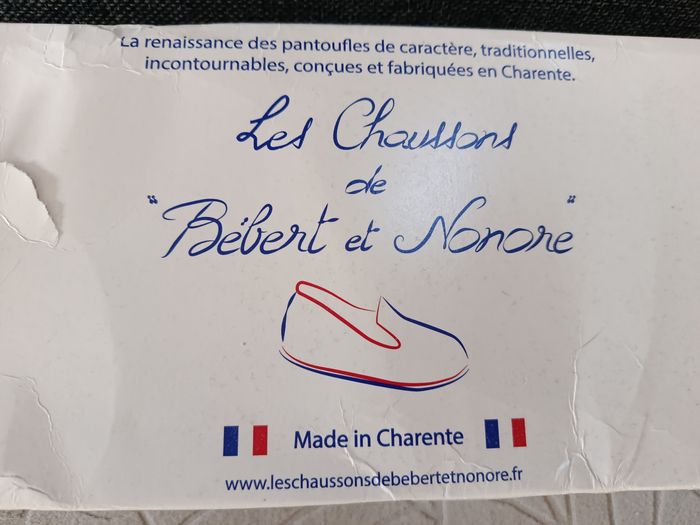 La renaissance des pantoufles de caractère, traditionnelles,
incontournables, conçues et fabriquées en Charente.
Les Chaussons
de
"Bébert et Nonore"
Made in Charente
www.leschaussonsdebebertetnonore.fr